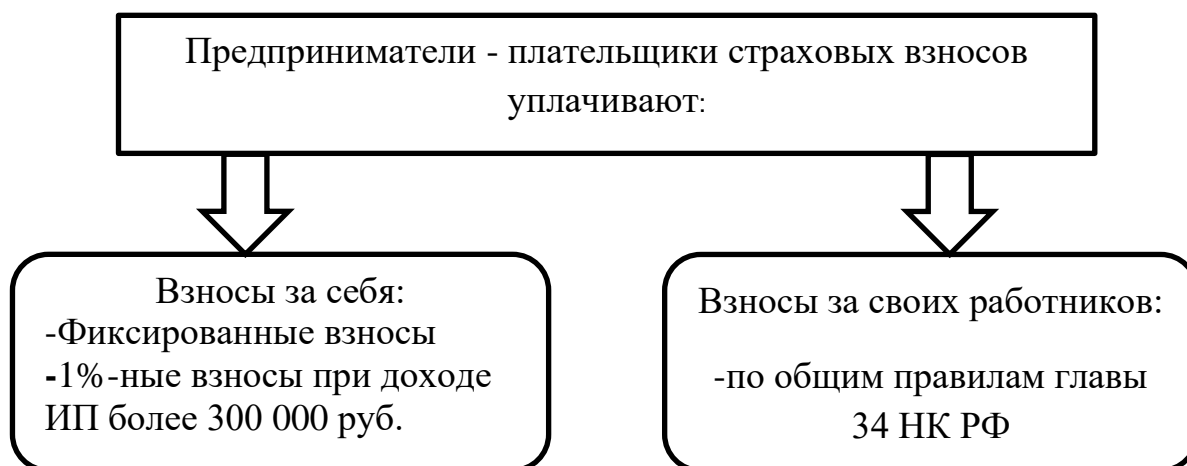 Предприниматели - плательщики страховых взносов
уплачивают:
Взносы за себя:
-Фиксированные взносы
-1%-ные взносы при доходе
ИП более 300 000 руб.
Взносы за своих работников:
-по общим правилам главы
34 НК РФ